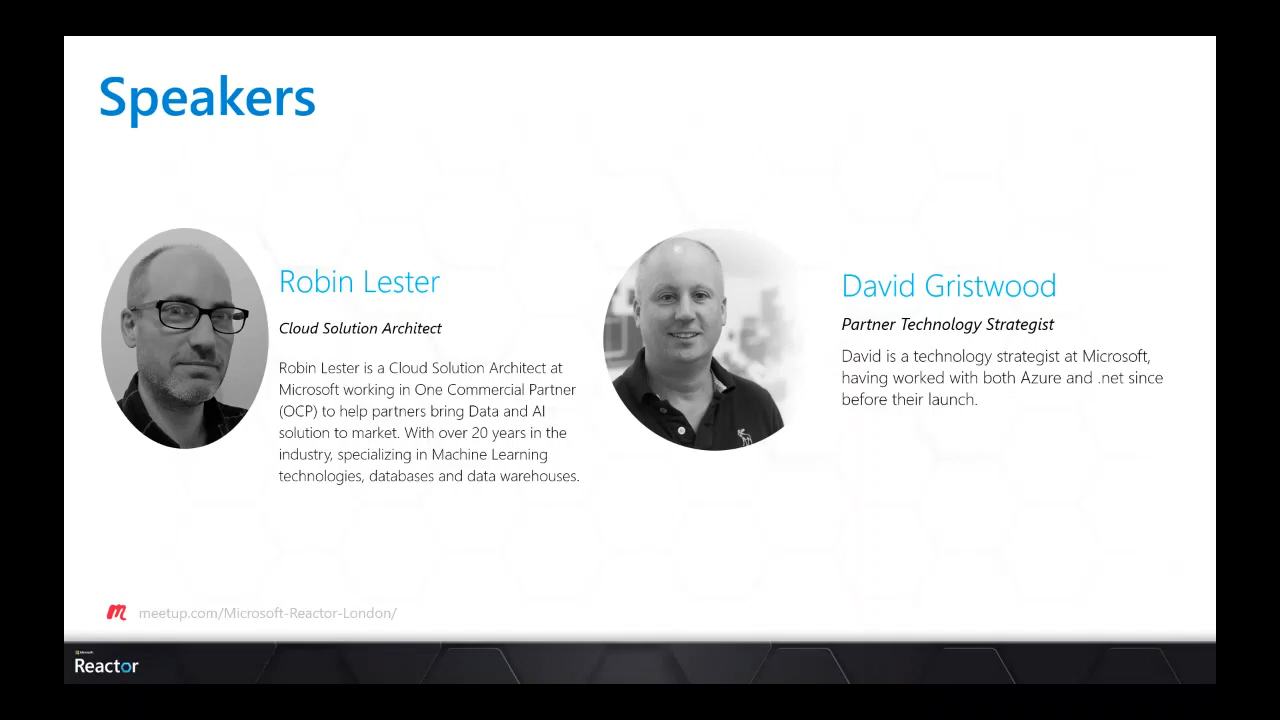 Speakers
Robin Lester
Cloud Solution Architect
Robin Lester is a Cloud Solution Architect at
Microsoft working in One Commercial Partner
(OCP) to help partners bring Data and AI
solution to market. With over 20 years in the
industry, specializing in Machine Learning
technologies, databases and data warehouses.
David Gristwood
Partner Technology Strategist
David is a technology strategist at Microsoft,
having worked with both Azure and .net since
before their launch.
meetup.com/Microsoft-Reactor-London/
Microsoft
Reactor